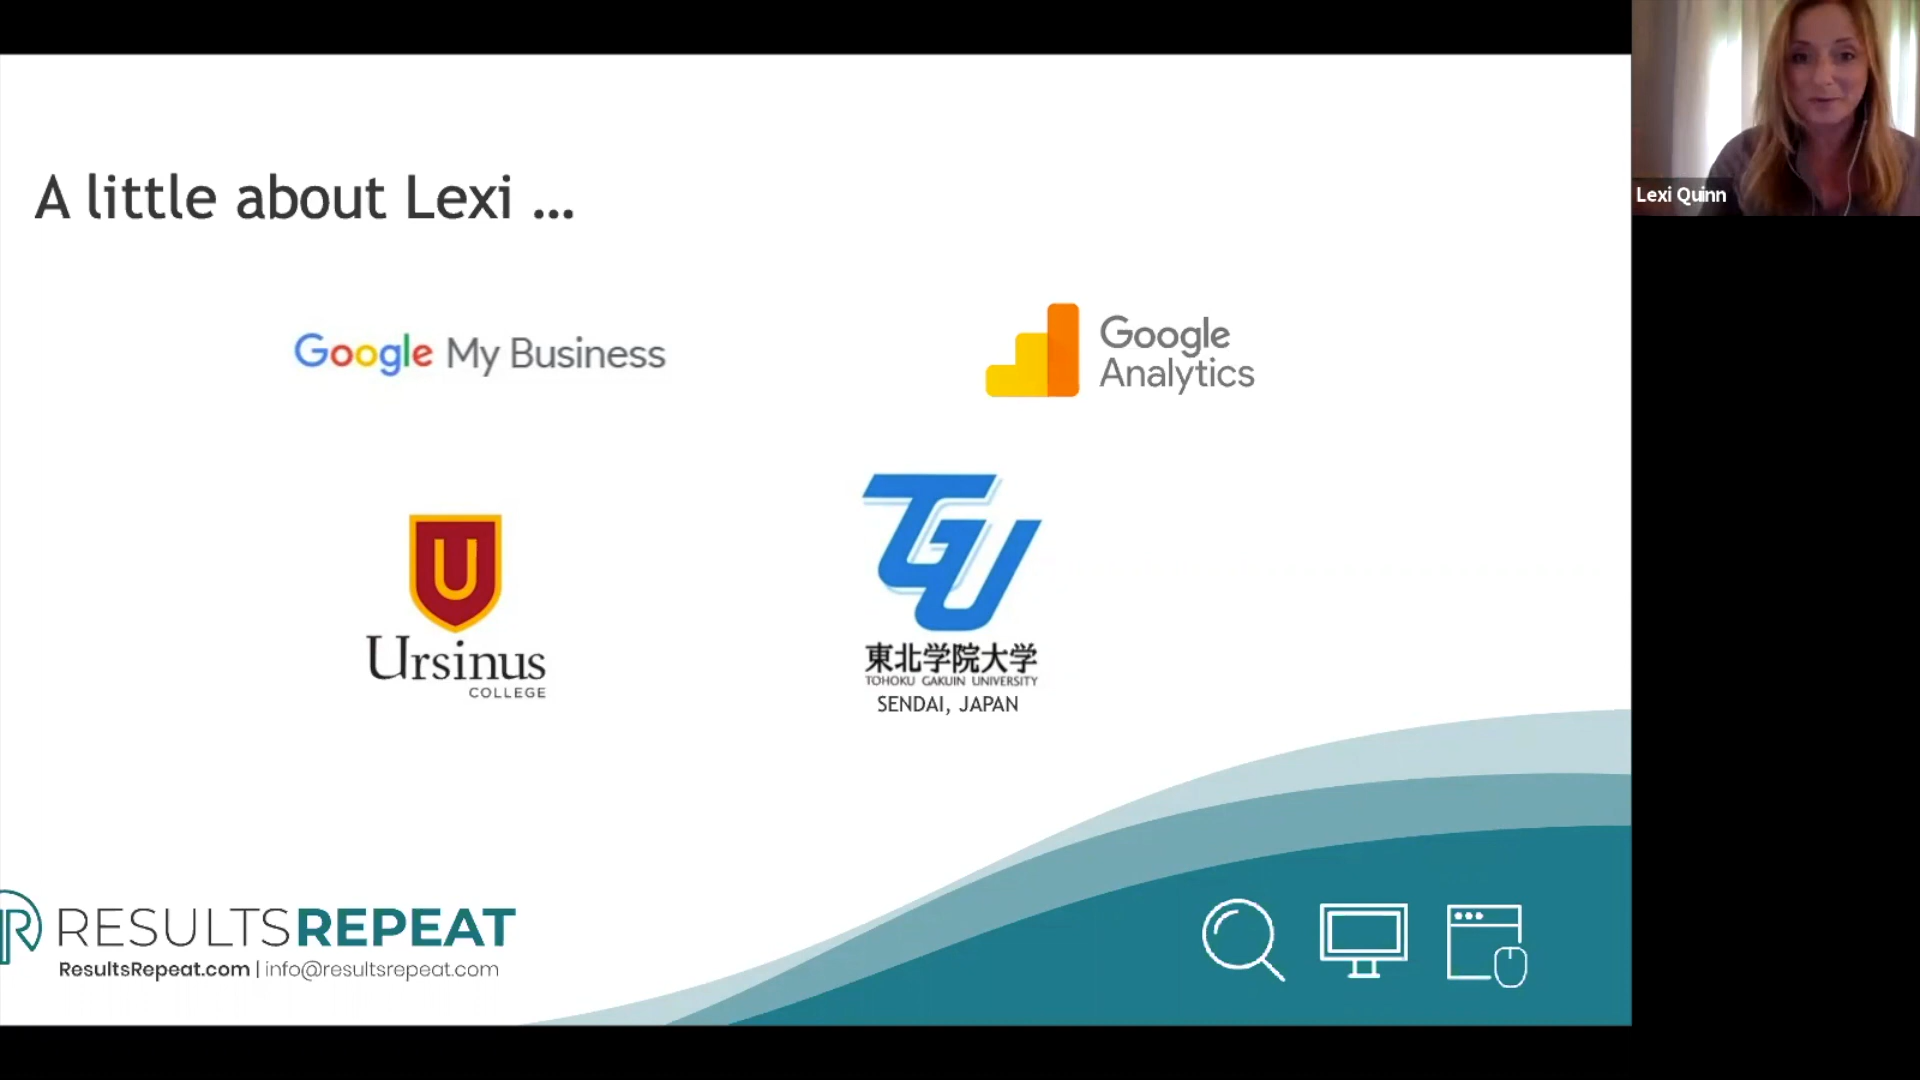 A little about Lexi ...
Google My Business
Google
Analytics
U
Ursinus
COLLEGE
TGU
東北学院大学
TOHOKU GAKUIN UNIVERSITY
SENDAI, JAPAN
R RESULTSREPEAT
ResultsRepeat.com | info@resultsrepeat.com
Lexi Quinn